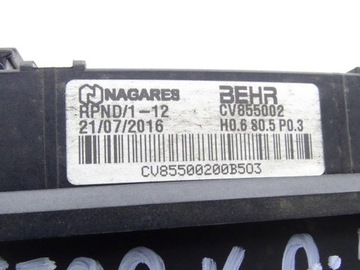 NAGARES BEHR
RPND/1-12 CV855002
21/07/2016 H0.6 S0.5 P0.3
CV85500200B503